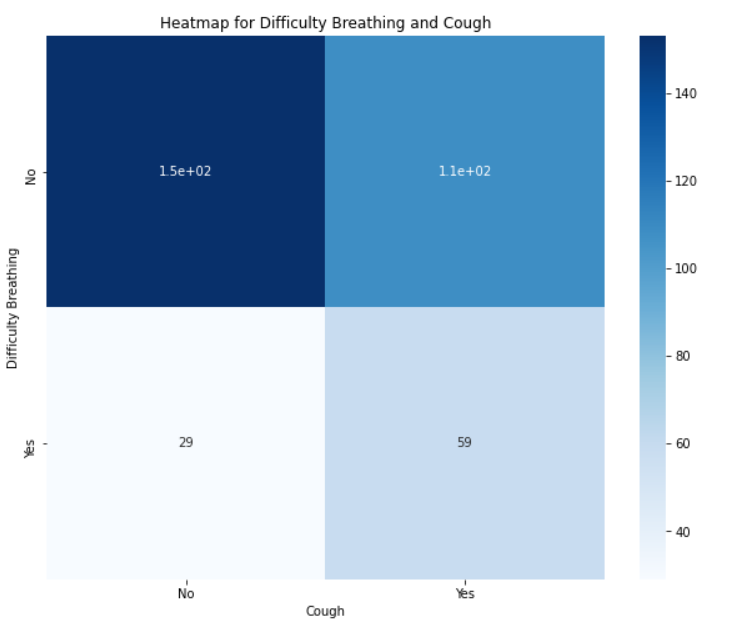 Heatmap for Difficulty Breathing and Cough
140
120
100
80
60
40
Difficulty Breathing
No
1.5e+02
1.1e+02
Yes
29
59
No
Yes
Cough